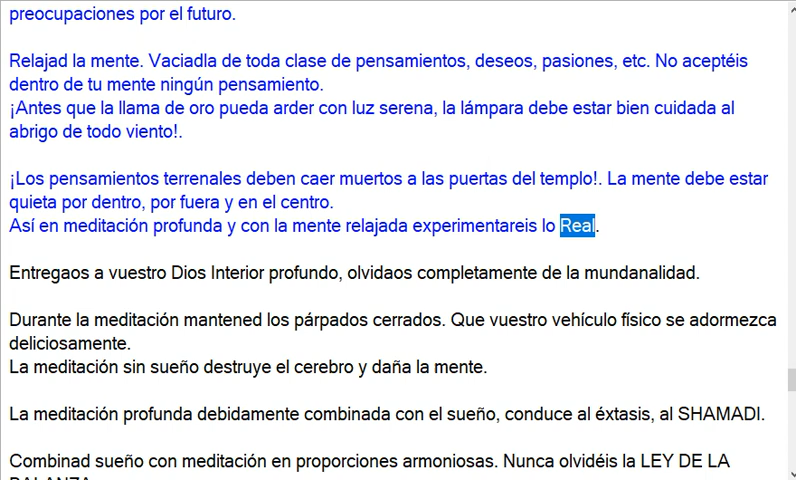 preocupaciones por el futuro.
Relajad la mente. Vaciadla de toda clase de pensamientos, deseos, pasiones, etc. No aceptéis
dentro de tu mente ningún pensamiento.
¡Antes que la llama de oro pueda arder con luz serena, la lámpara debe estar bien cuidada al
abrigo de todo viento!.
¡Los pensamientos terrenales deben caer muertos a las puertas del templo!. La mente debe estar
quieta por dentro, por fuera y en el centro.
Así en meditación profunda y con la mente relajada experimentareis lo Real.
Entregaos a vuestro Dios Interior profundo, olvidaos completamente de la mundanalidad.
Durante la meditación mantened los párpados cerrados. Que vuestro vehículo físico se adormezca
deliciosamente.
La meditación sin sueño destruye el cerebro y daña la mente.
La meditación profunda debidamente combinada con el sueño, conduce al éxtasis, al SHAMADI.
Combinad sueño con meditación en proporciones armoniosas. Nunca olvidéis la LEY DE LA
BALANZA